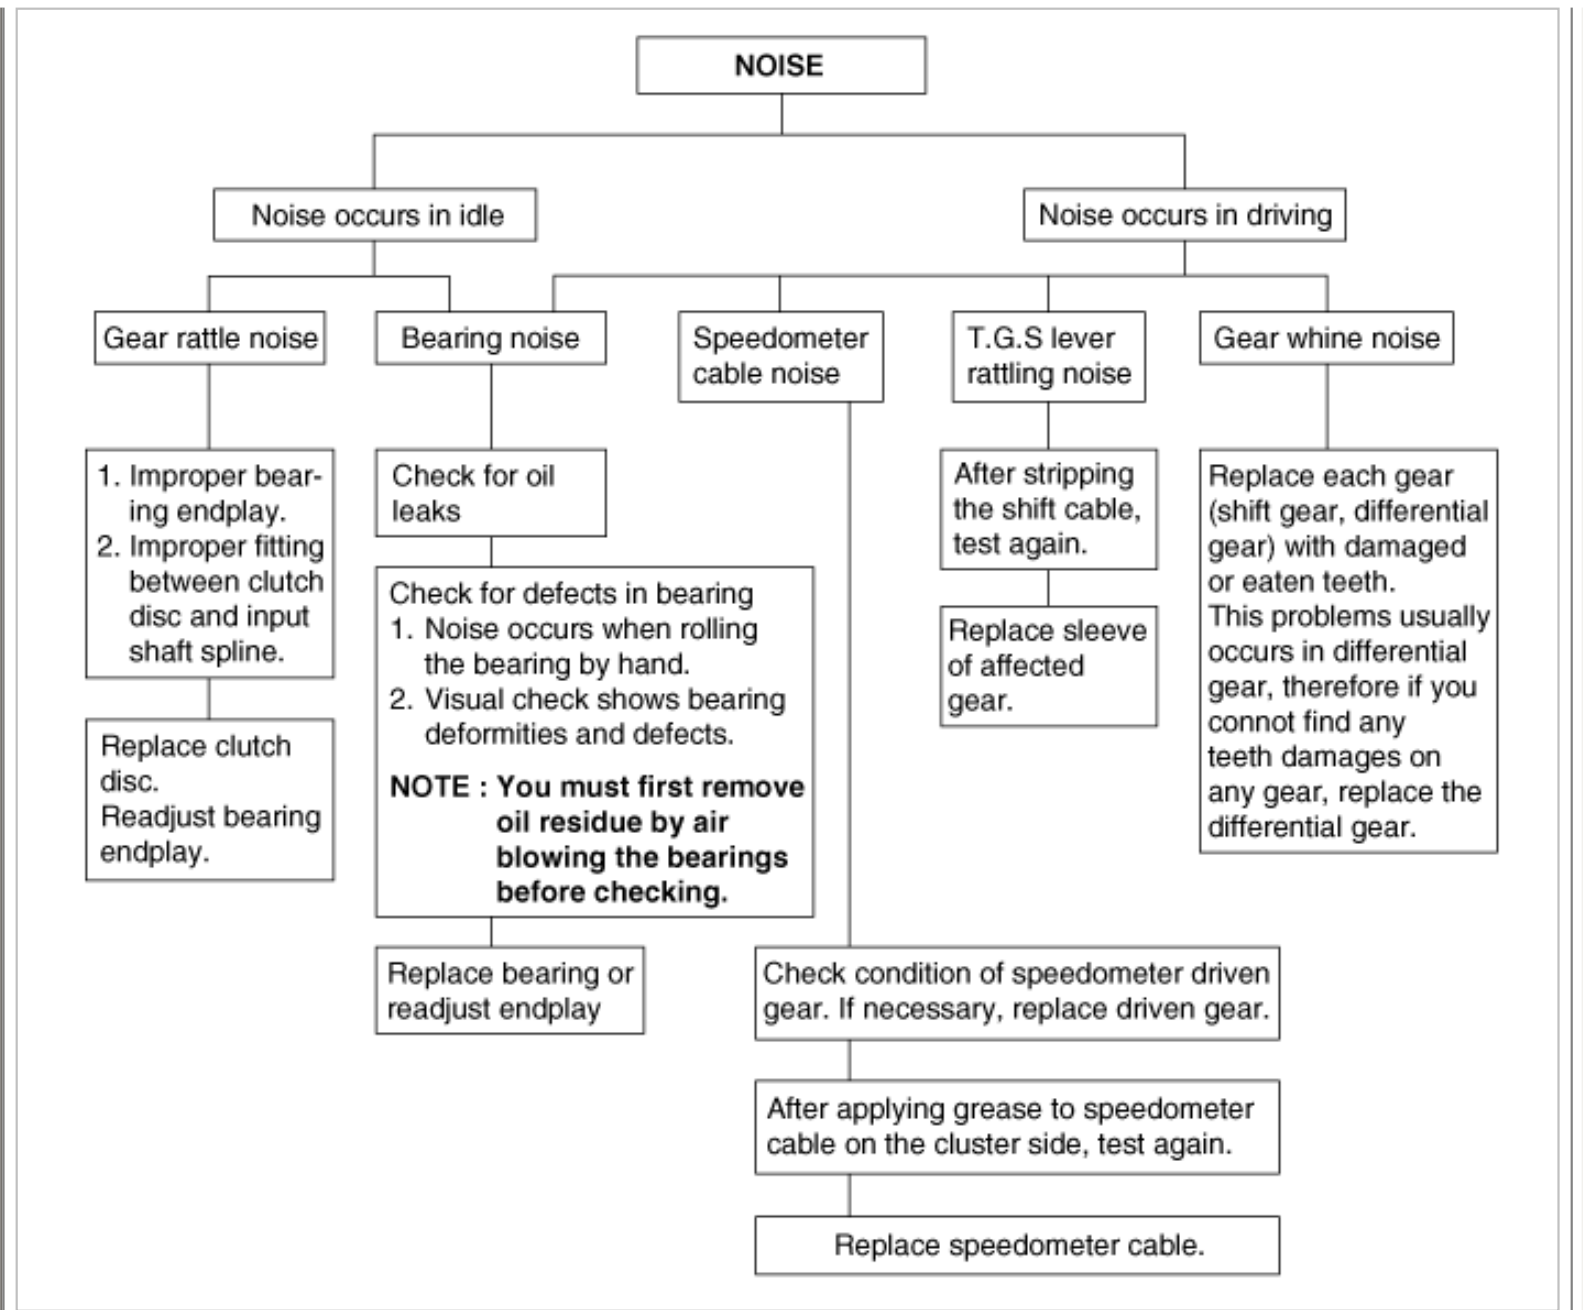 NOISE
Noise occurs in idle
Noise occurs in driving
Gear rattle noise
Bearing noise
Speedometer
cable noise
T.G.S lever
rattling noise
Gear whine noise
1. Improper bear-
ing endplay.
2. Improper fitting
between clutch
disc and input
shaft spline.
Replace clutch
disc.
Readjust bearing
endplay.
Check for oil
leaks
Check for defects in bearing
1. Noise occurs when rolling
the bearing by hand.
2. Visual check shows bearing
deformities and defects.
NOTE : You must first remove
oil residue by air
blowing the bearings
before checking.
Replace bearing or
readjust endplay
Check condition of speedometer driven
gear. If necessary, replace driven gear.
After applying grease to speedometer
cable on the cluster side, test again.
Replace speedometer cable.
After stripping
the shift cable,
test again.
Replace sleeve
of affected
gear.
Replace each gear
(shift gear, differential
gear) with damaged
or eaten teeth.
This problems usually
occurs in differential
gear, therefore if you
connot find any
teeth damages on
any gear, replace the
differential gear.